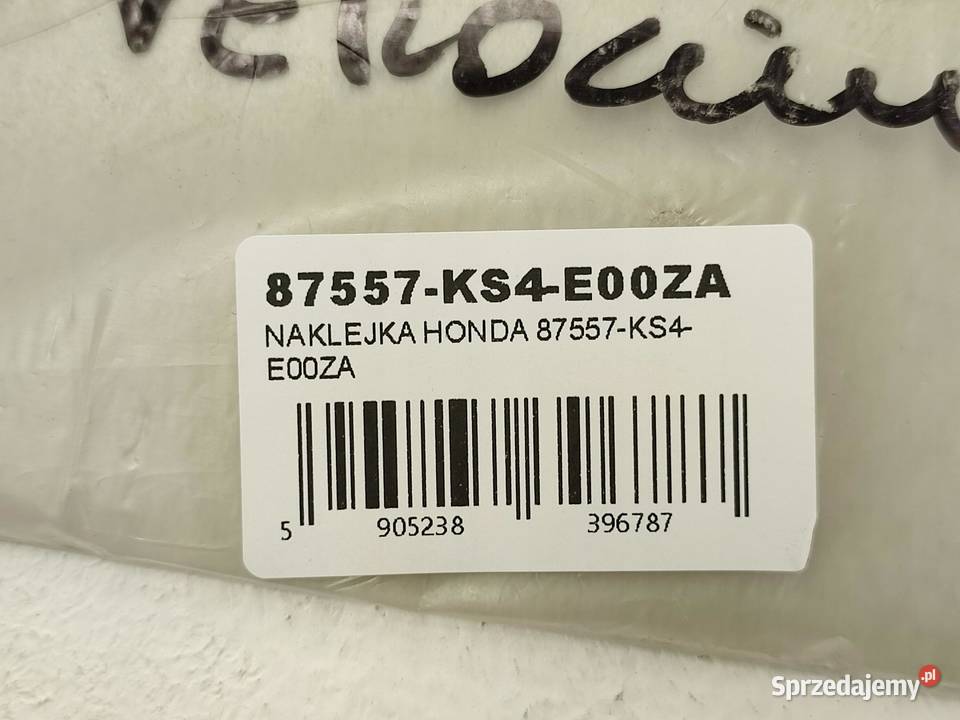 87557-KS4-E00ZA
NAKLEJKA HONDA 87557-KS4-
E00ZA
5 905238 396787
Sprzedajemy.pl